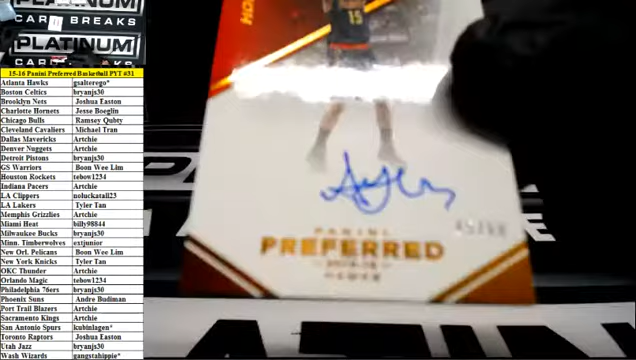 PLATINUM
CARD BREAKS
PLATINUM
15-16 Panini Preferred Basketball PYT #31
Atlanta Hawks gsalterego*
Boston Celtics bryanjs30
Brooklyn Nets Joshua Easton
Charlotte Hornets Jesse Boeglin
Chicago Bulls Ramsey Qubty
Cleveland Cavaliers Michael Tran
Dallas Mavericks Artchie
Denver Nuggets Artchie
Detroit Pistons bryanjs30
GS Warriors Boon Wee Lim
Houston Rockets tebow1234
Indiana Pacers Artchie
LA Clippers noluckatall23
LA Lakers Tyler Tan
Memphis Grizzlies Artchie
Miami Heat billy98844
Milwaukee Bucks bryanjs30
Minn. Timberwolves extjunior
New Orl. Pelicans Boon Wee Lim
New York Knicks Tyler Tan
OKC Thunder Artchie
Orlando Magic tebow1234
Philadelphia 76ers bryanjs30
Phoenix Suns Andre Budiman
Port Trail Blazers Artchie
Sacramento Kings Artchie
San Antonio Spurs kubinlagen*
Toronto Raptors Joshua Easton
Utah Jazz bryanjs30
Wash Wizards gangstahippie*
15
PANINI
PREFERRED
HAWKS